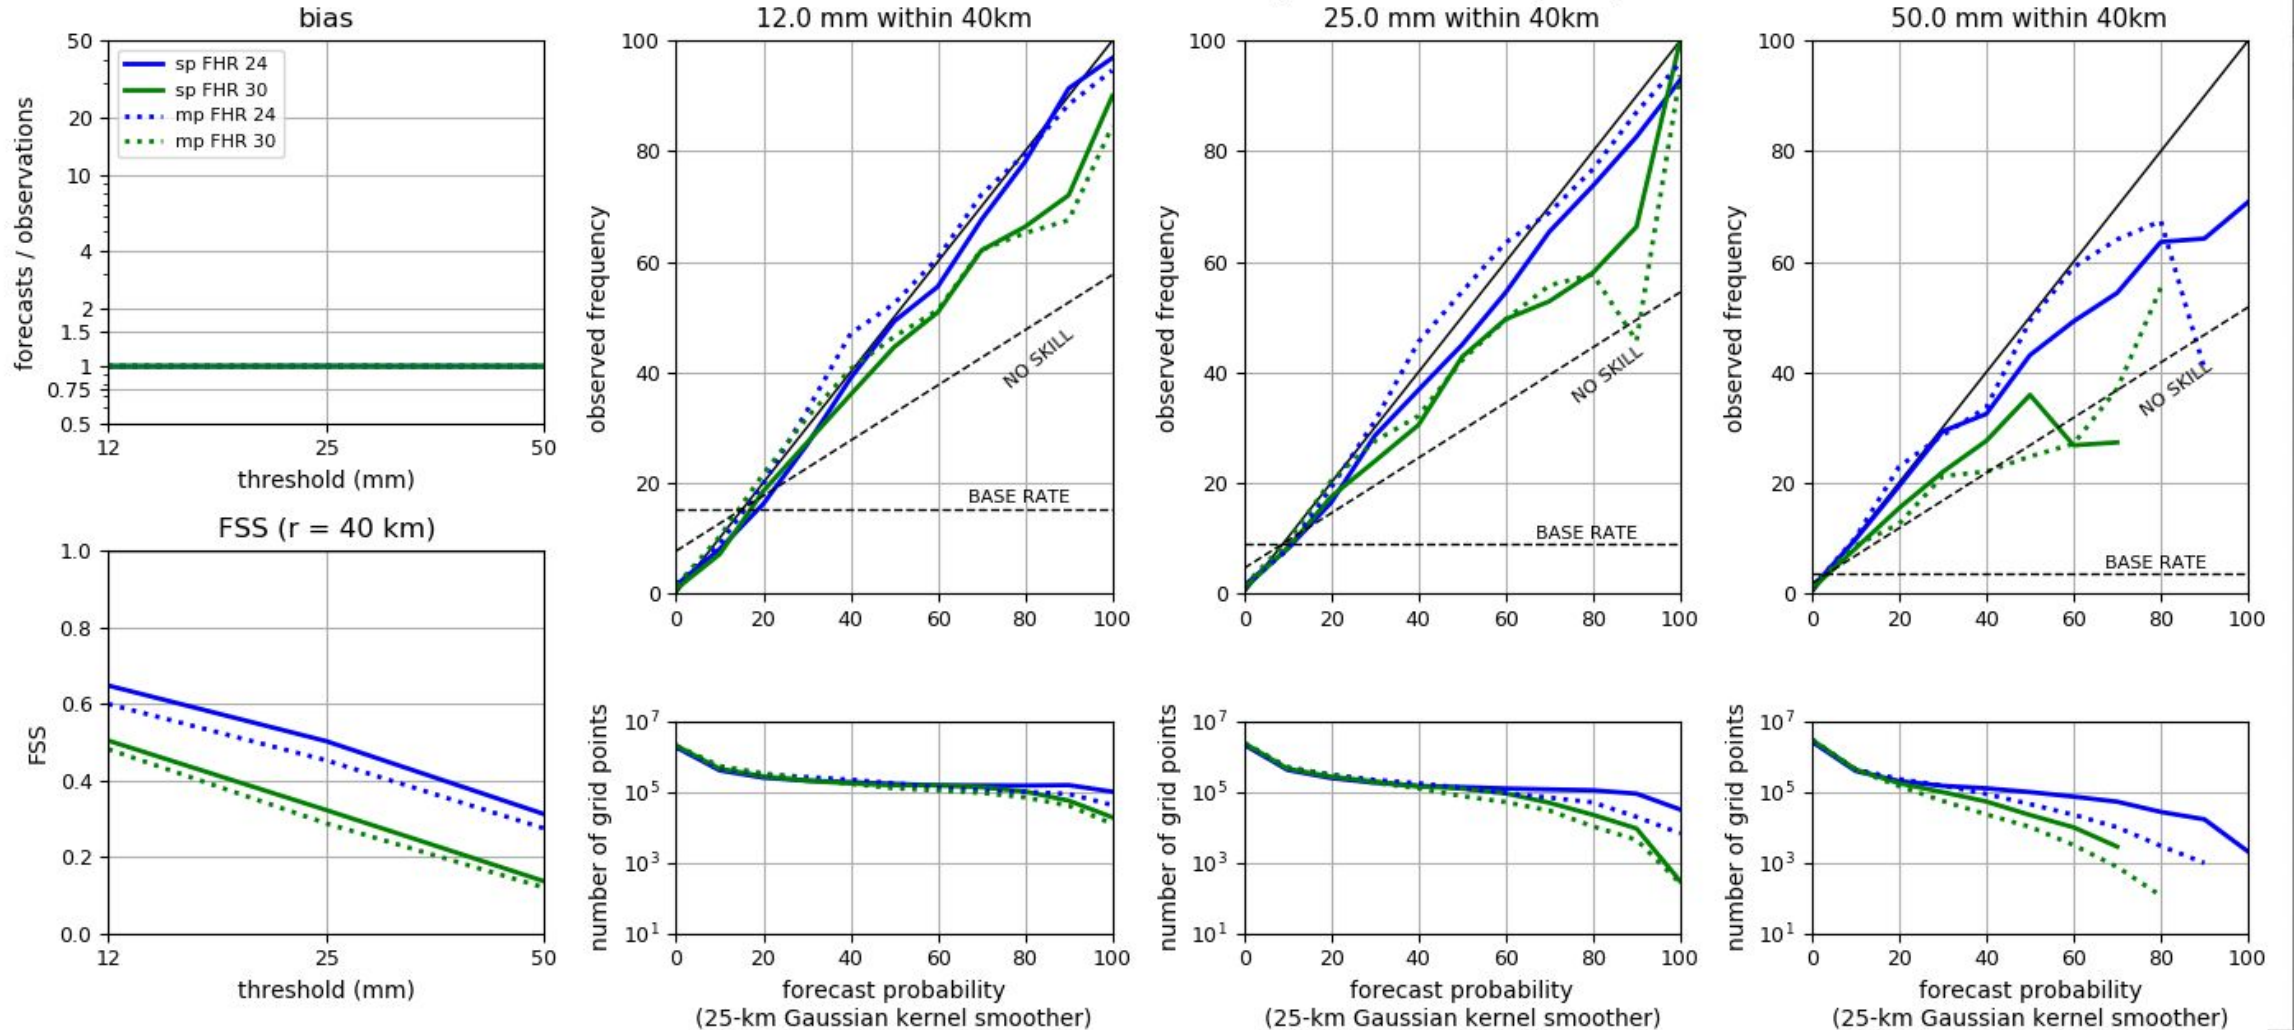 bias
50
20
10
4
2
1.5
1
0.75
0.5
12
25
50
forecasts / observations
threshold (mm)
sp FHR 24
sp FHR 30
mp FHR 24
mp FHR 30
FSS (r = 40 km)
1.0
0.8
0.6
0.4
0.2
0.0
12
25
50
FSS
threshold (mm)
12.0 mm within 40km
100
80
60
40
20
0
0
20
40
60
80
100
observed frequency
NO SKILL
BASE RATE
10^7
10^5
10^3
10^1
0
20
40
60
80
100
number of grid points
forecast probability
(25-km Gaussian kernel smoother)
25.0 mm within 40km
100
80
60
40
20
0
0
20
40
60
80
100
observed frequency
NO SKILL
BASE RATE
10^7
10^5
10^3
10^1
0
20
40
60
80
100
number of grid points
forecast probability
(25-km Gaussian kernel smoother)
50.0 mm within 40km
100
80
60
40
20
0
0
20
40
60
80
100
observed frequency
NO SKILL
BASE RATE
10^7
10^5
10^3
10^1
0
20
40
60
80
100
number of grid points
forecast probability
(25-km Gaussian kernel smoother)